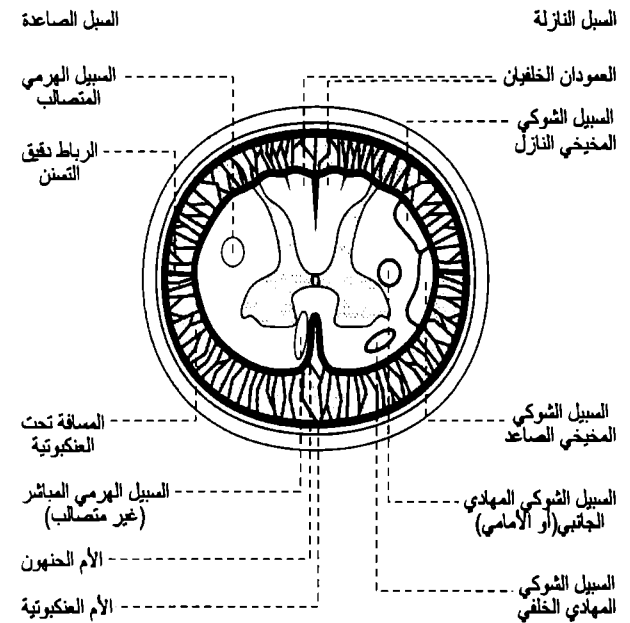 السبل النازلة
السبل الصاعدة
العمودان الخلفيان
السبيل الهرمي
المتصالب
السبيل الشوكي
المخيخي النازل
الرباط دقيق
التسنن
السبيل الشوكي
المخيخي الصاعد
المسافة تحت
العنكبوتية
السبيل الشوكي المهادي
الجانبي(أو الأمامي)
السبيل الهرمي المباشر
(غير متصالب)
الأم الحنهون
السبيل الشوكي
المهادي الخلفي
الأم العنكبوتية